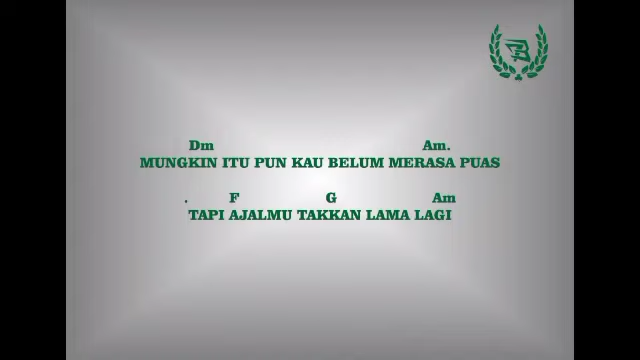 Dm Am.
MUNGKIN ITU PUN KAU BELUM MERASA PUAS
. F G Am
TAPI AJALMU TAKKAN LAMA LAGI